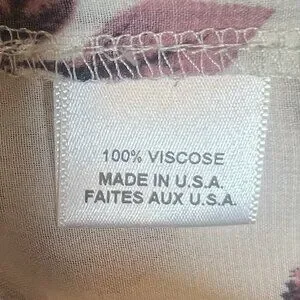 100% VISCOSE
MADE IN U.S.A.
FAITES AUX U.S.A.